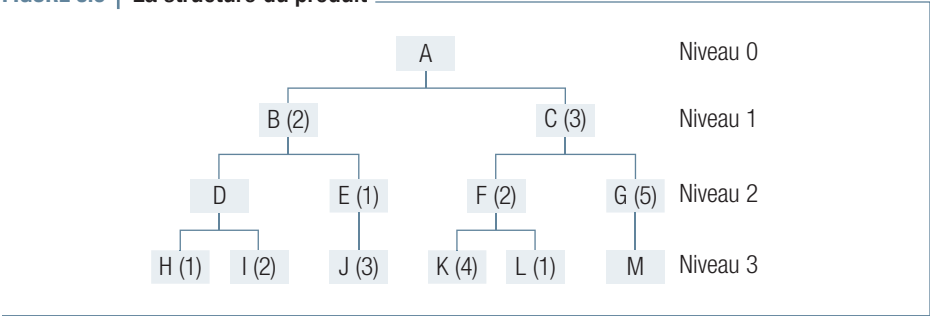 La structure du produit
A Niveau 0
B (2) C (3) Niveau 1
D E (1) F (2) G (5) Niveau 2
H (1) I (2) J (3) K (4) L (1) M Niveau 3